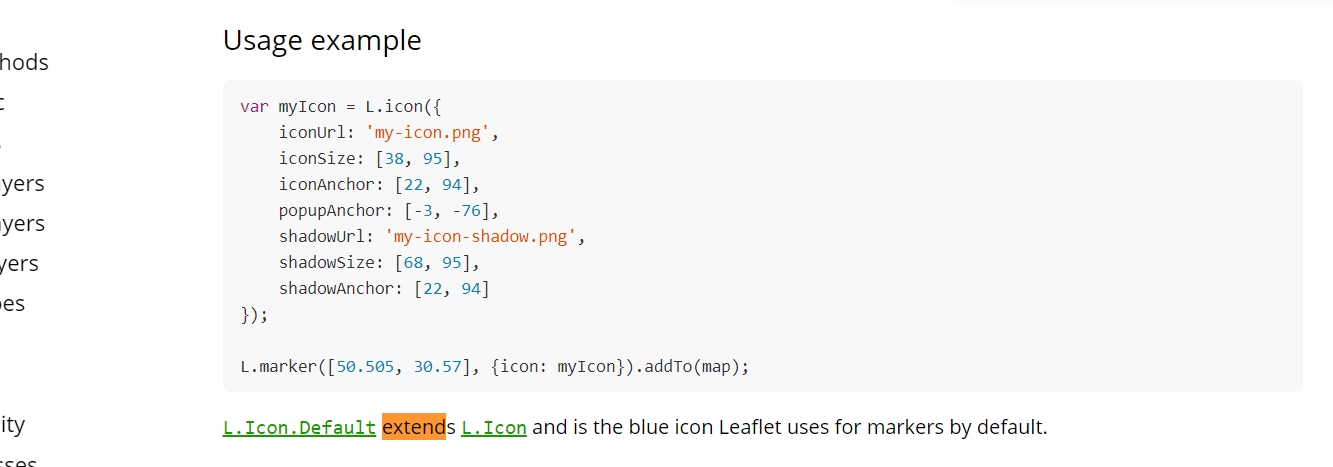 Usage example
hods
var myIcon = L.icon({
    iconUrl: 'my-icon.png',
    iconSize: [38, 95],
yers
    iconAnchor: [22, 94],
    popupAnchor: [-3, -76],
yers
    shadowUrl: 'my-icon-shadow.png',
yers
    shadowSize: [68, 95],
    shadowAnchor: [22, 94]
es
});
L.marker([50.505, 30.57], {icon: myIcon}).addTo(map);
ity
L.Icon.Default extends L.Icon and is the blue icon Leaflet uses for markers by default.
sses